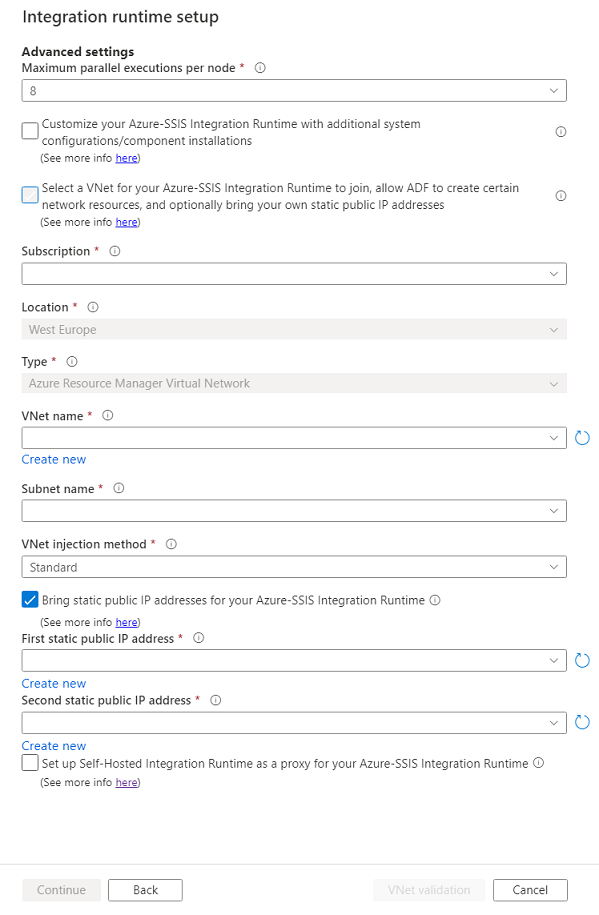 Integration runtime setup
Advanced settings
Maximum parallel executions per node *
8
Customize your Azure-SSIS Integration Runtime with additional system
configurations/component installations
(See more info here)
Select a VNet for your Azure-SSIS Integration Runtime to join, allow ADF to create certain
network resources, and optionally bring your own static public IP addresses
(See more info here)
Subscription *
Location *
West Europe
Type *
Azure Resource Manager Virtual Network
VNet name *
Create new
Subnet name *
VNet injection method *
Standard
Bring static public IP addresses for your Azure-SSIS Integration Runtime
(See more info here)
First static public IP address *
Create new
Second static public IP address *
Create new
Set up Self-Hosted Integration Runtime as a proxy for your Azure-SSIS Integration Runtime
(See more info here)
Continue Back VNet validation Cancel